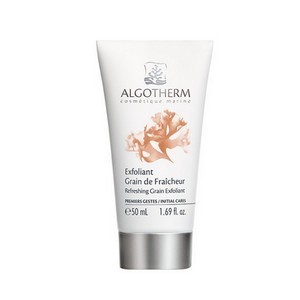 ALGOTHERM
cosmétique marine
Exfoliant
Grain de Fraîcheur
Refreshing Grain Exfoliant
PREMIERS GESTES / INITIAL CARES
e 50 mL 1.69 fl. oz.